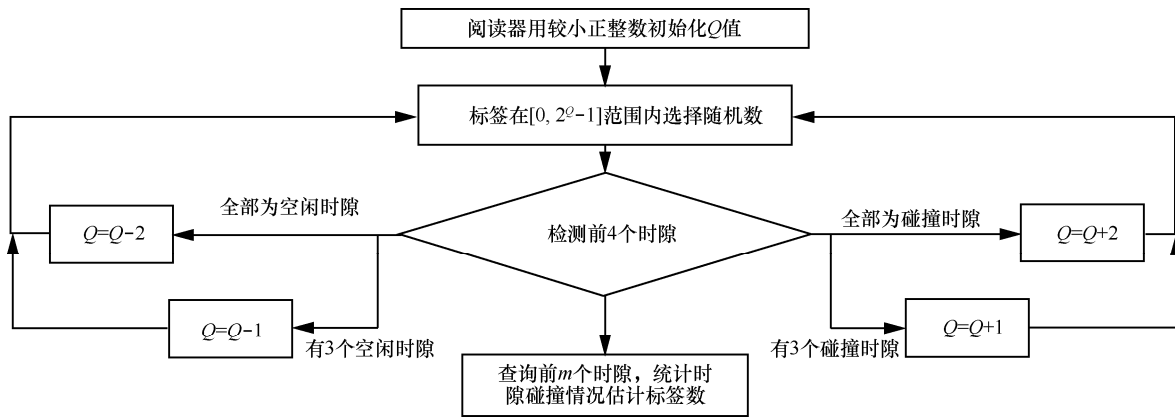 阅读器用较小正整数初始化Q值
标签在[0, 2^Q−1]范围内选择随机数
全部为空闲时隙
检测前4个时隙
全部为碰撞时隙
Q=Q−2
Q=Q+2
Q=Q−1
有3个空闲时隙
有3个碰撞时隙
Q=Q+1
查询前m个时隙，统计时
隙碰撞情况估计标签数